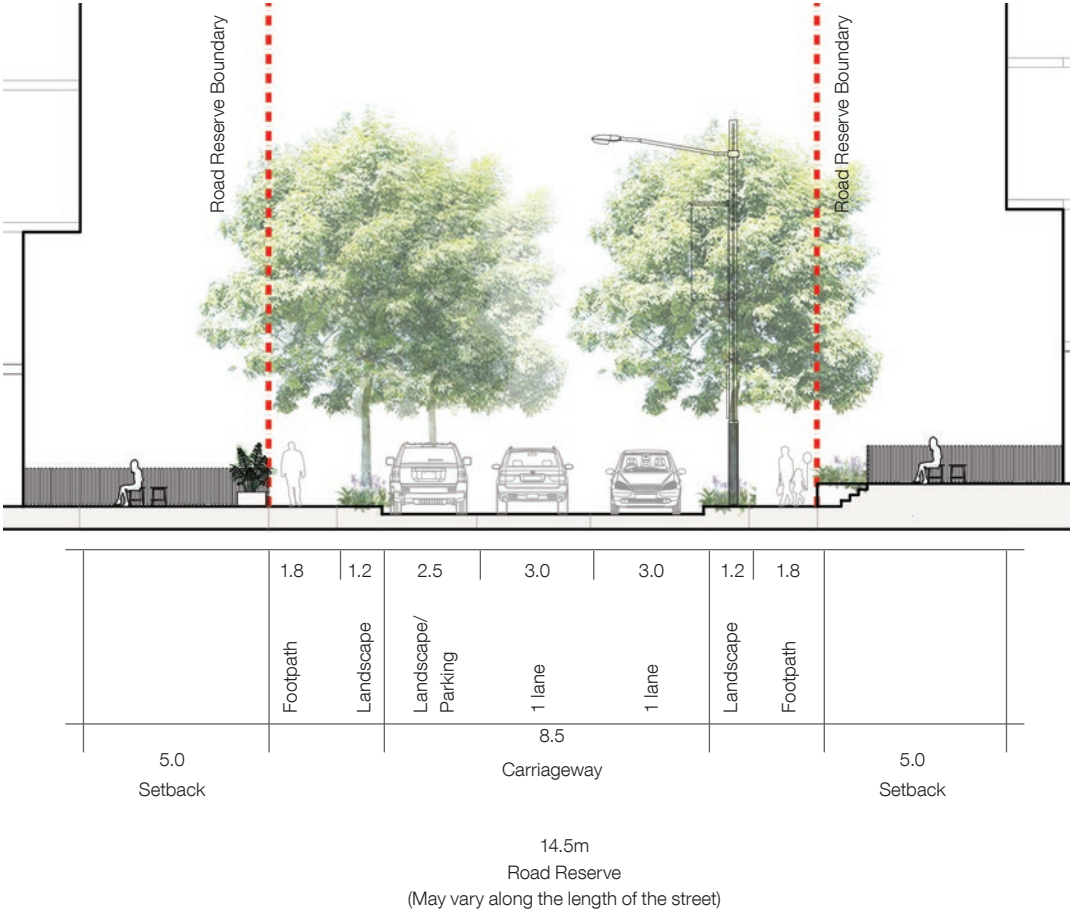 Road Reserve Boundary
Road Reserve Boundary
1.8
1.2
2.5
3.0
3.0
1.2
1.8
Footpath
Landscape
Landscape/
Parking
1 lane
1 lane
Landscape
Footpath
5.0
Setback
8.5
Carriageway
5.0
Setback
14.5m
Road Reserve
(May vary along the length of the street)